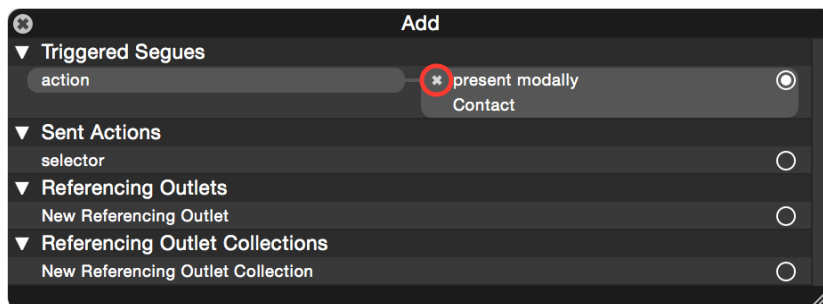 Add
Triggered Segues
action
present modally
Contact
Sent Actions
selector
Referencing Outlets
New Referencing Outlet
Referencing Outlet Collections
New Referencing Outlet Collection